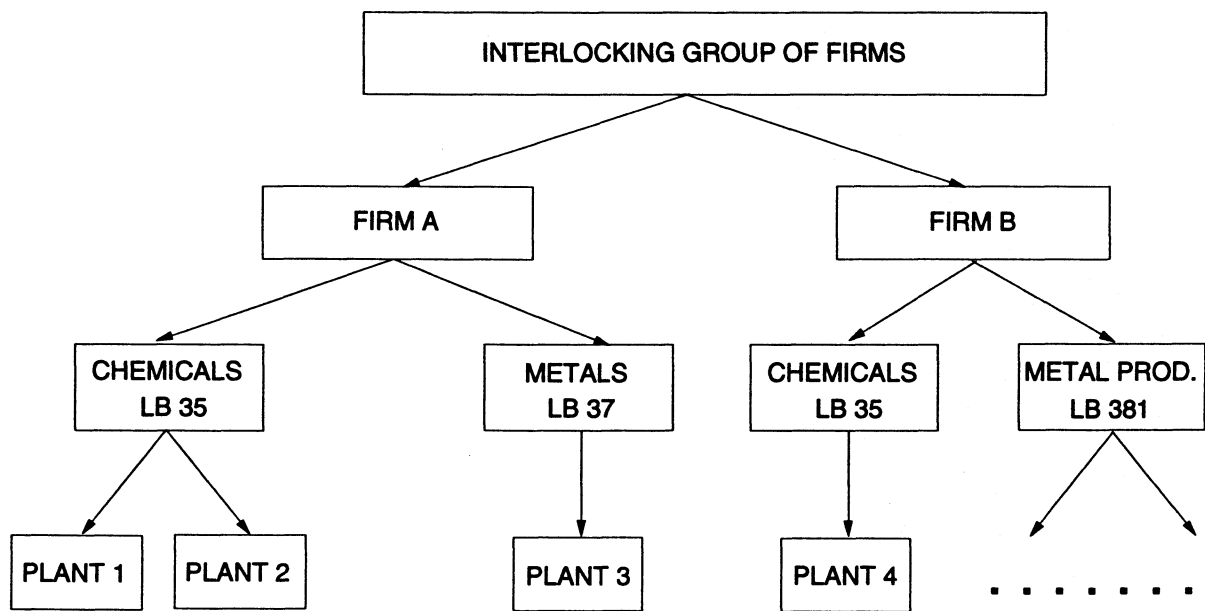 INTERLOCKING GROUP OF FIRMS
FIRM A
FIRM B
CHEMICALS
LB 35
METALS
LB 37
CHEMICALS
LB 35
METAL PROD.
LB 381
PLANT 1
PLANT 2
PLANT 3
PLANT 4
. . . . . . .